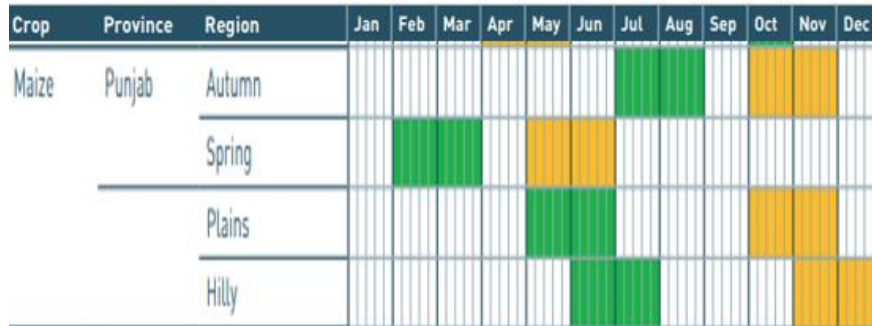 Crop Province Region Jan Feb Mar Apr May Jun Jul Aug Sep Oct Nov Dec
Maize Punjab Autumn
Spring
Plains
Hilly